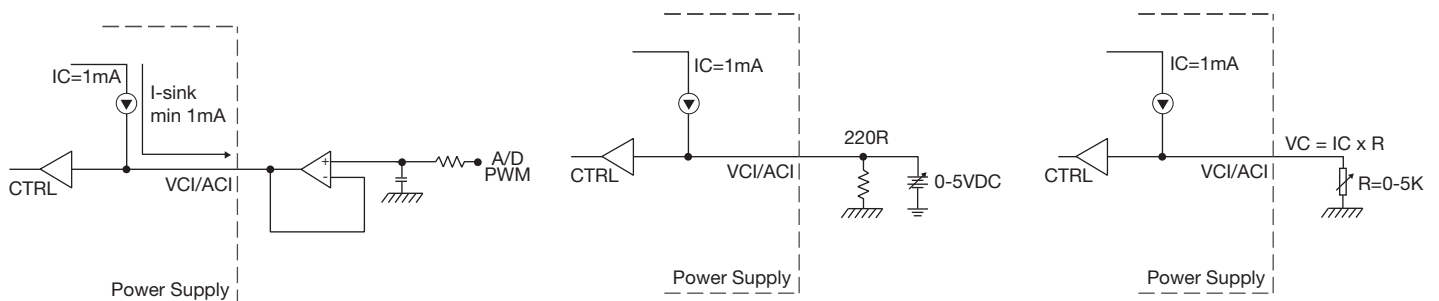 IC=1mA
I-sink
min 1mA
CTRL
VCI/ACI
+
-
A/D
PWM
Power Supply
IC=1mA
CTRL
VCI/ACI
220R
0-5VDC
Power Supply
IC=1mA
CTRL
VCI/ACI
VC = IC x R
R=0-5K
Power Supply